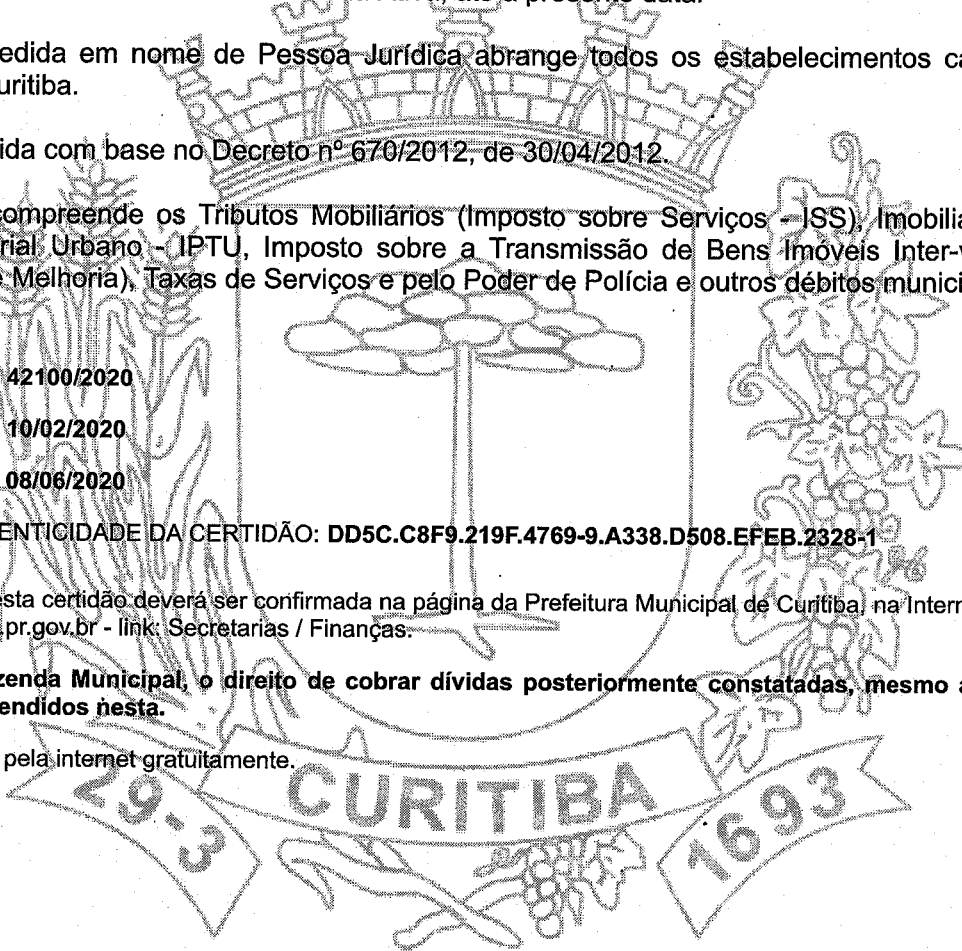 presente data.
edida em nome de Pessoa Jurídica abrange todos os estabelecimentos ca
uritiba.
ida com base no Decreto nº 670/2012, de 30/04/2012.
compreende os Tributos Mobiliários (Imposto sobre Serviços - ISS), Imobilia
rial Urbano - IPTU, Imposto sobre a Transmissão de Bens Imóveis Inter-v
e Melhoria), Taxas de Serviços e pelo Poder de Polícia e outros débitos munici
42100/2020
10/02/2020
08/06/2020
ENTICIDADE DA CERTIDÃO: DD5C.C8F9.219F.4769-9.A338.D508.EFEB.2328-1
esta certidão deverá ser confirmada na página da Prefeitura Municipal de Curitiba, na Intern
.pr.gov.br - link: Secretarias / Finanças.
zenda Municipal, o direito de cobrar dívidas posteriormente constatadas, mesmo a
endidos nesta.
pela internet gratuitamente.
29-3 CURITIBA 1693